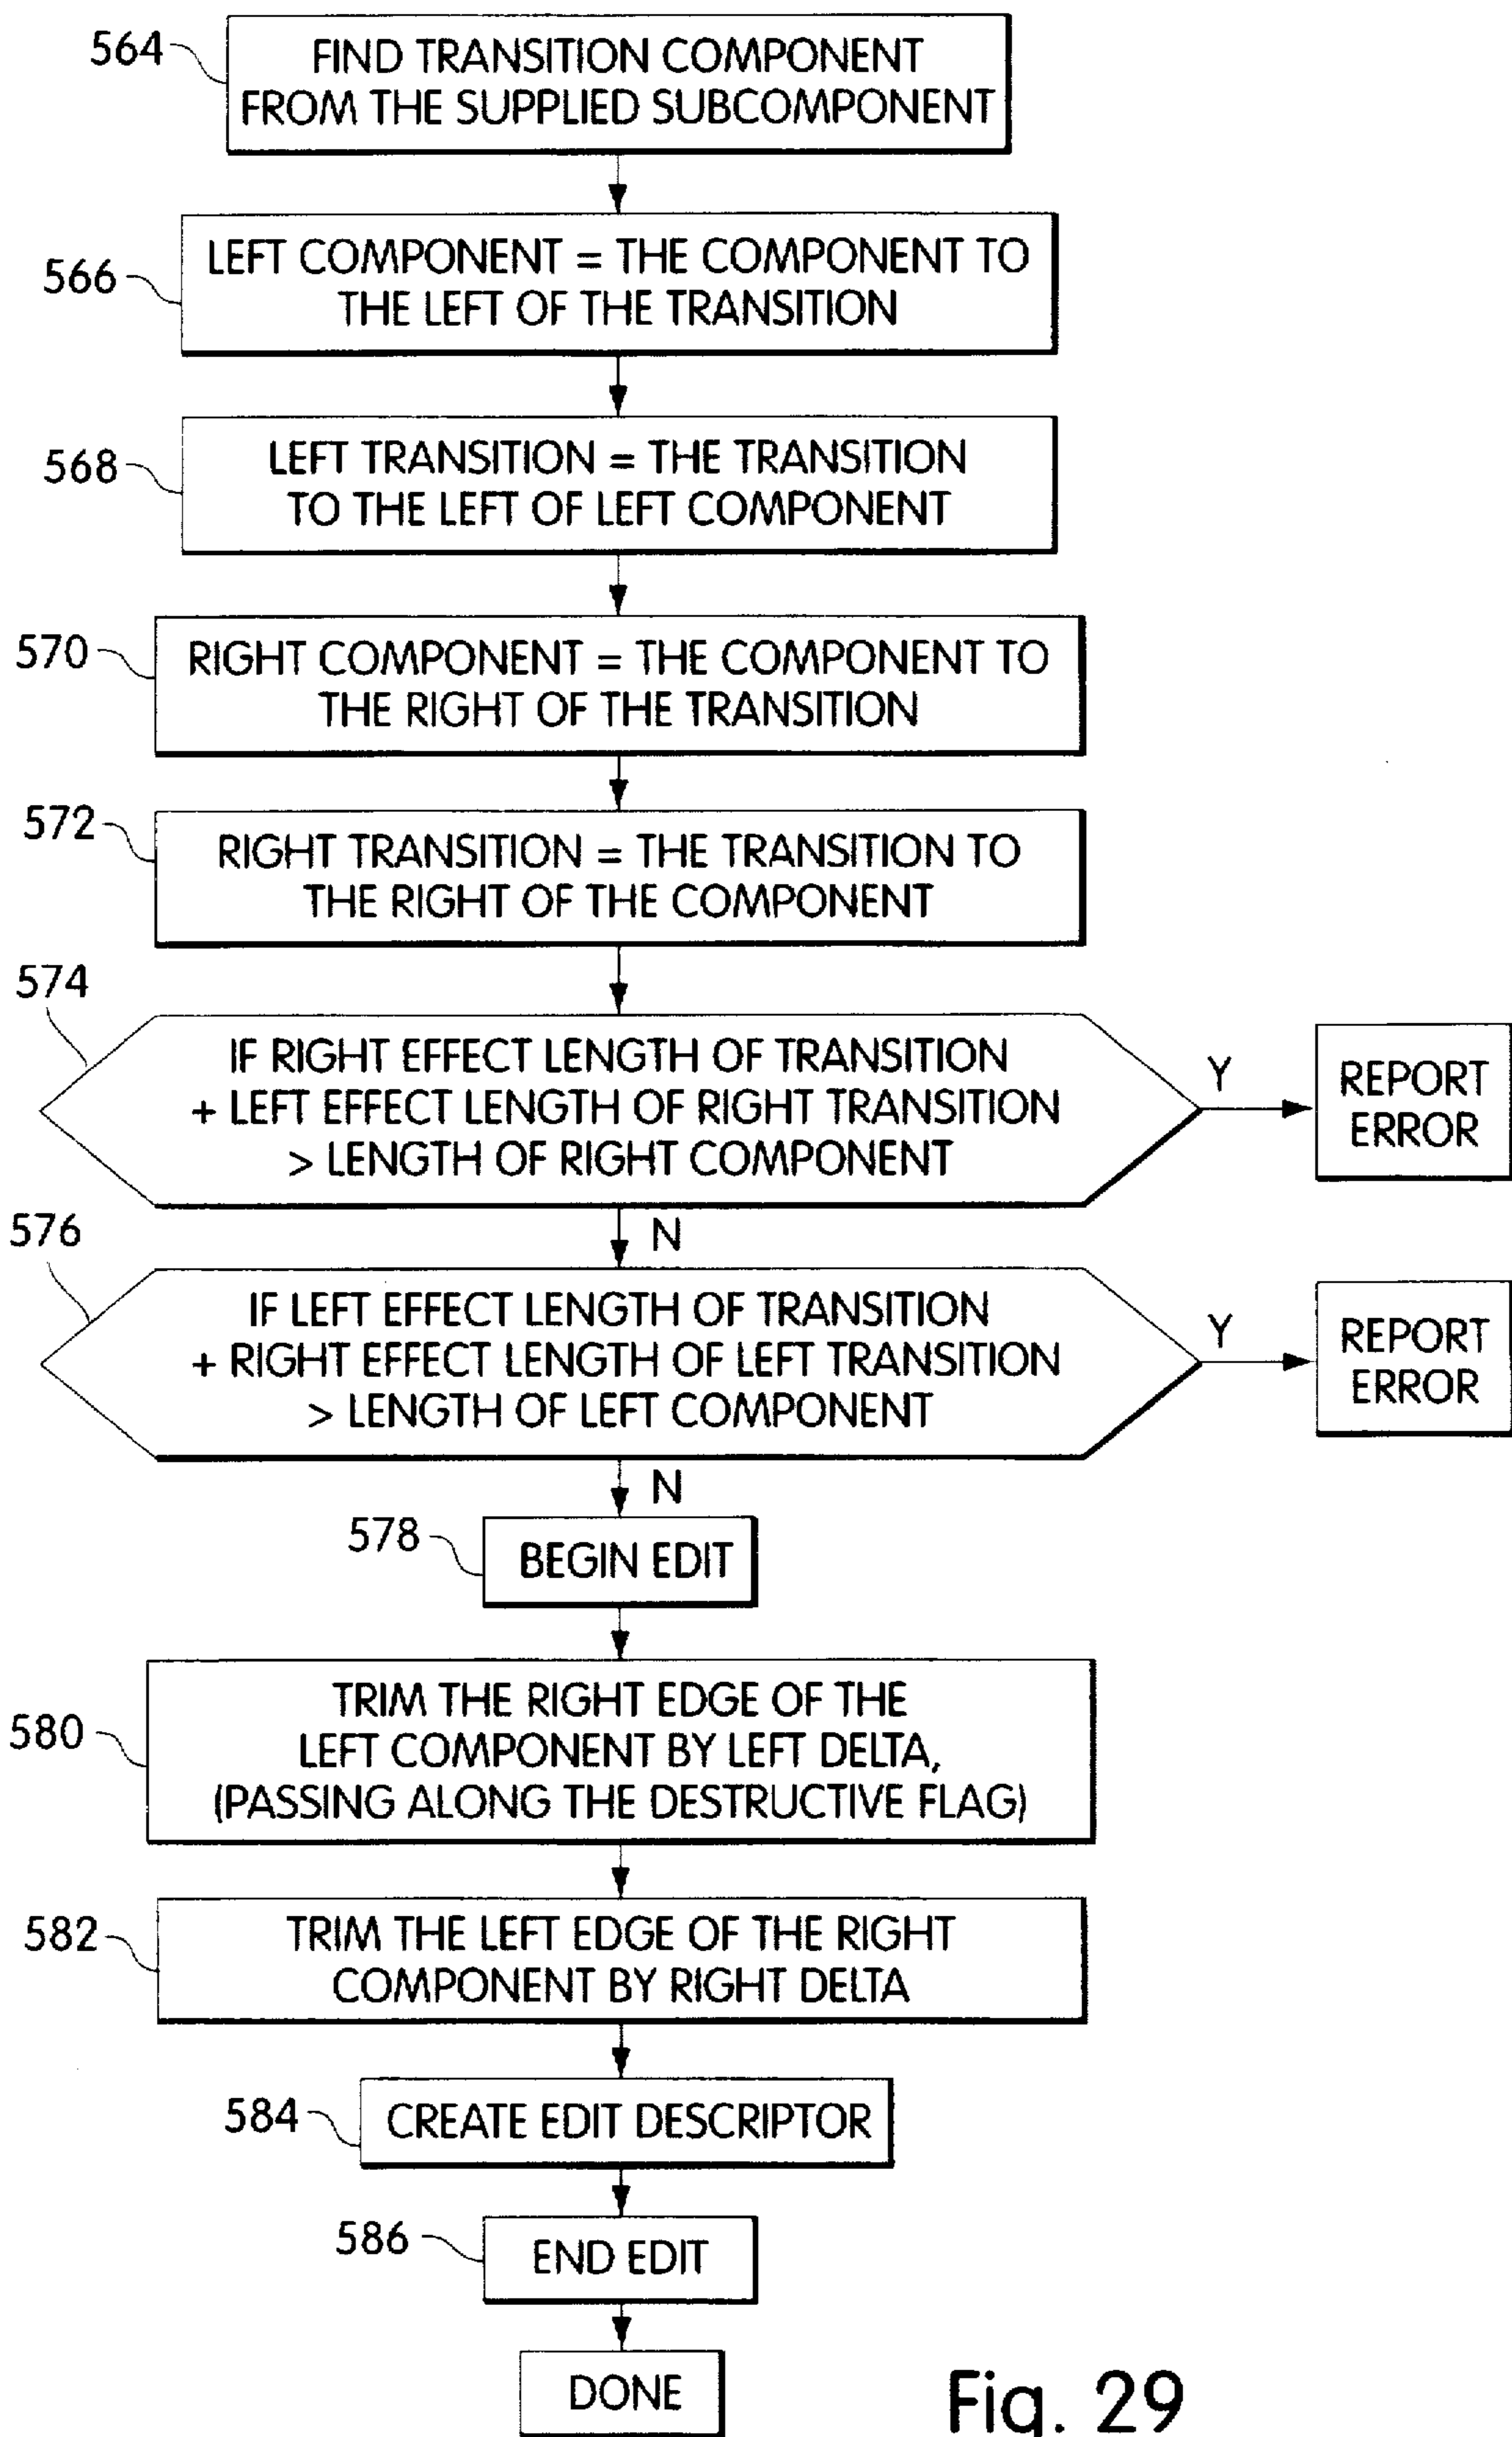 564
FIND TRANSITION COMPONENT
FROM THE SUPPLIED SUBCOMPONENT
566
LEFT COMPONENT = THE COMPONENT TO
THE LEFT OF THE TRANSITION
568
LEFT TRANSITION = THE TRANSITION
TO THE LEFT OF LEFT COMPONENT
570
RIGHT COMPONENT = THE COMPONENT TO
THE RIGHT OF THE TRANSITION
572
RIGHT TRANSITION = THE TRANSITION TO
THE RIGHT OF THE COMPONENT
574
IF RIGHT EFFECT LENGTH OF TRANSITION
+ LEFT EFFECT LENGTH OF RIGHT TRANSITION
> LENGTH OF RIGHT COMPONENT
Y
REPORT
ERROR
N
576
IF LEFT EFFECT LENGTH OF TRANSITION
+ RIGHT EFFECT LENGTH OF LEFT TRANSITION
> LENGTH OF LEFT COMPONENT
Y
REPORT
ERROR
N
578
BEGIN EDIT
580
TRIM THE RIGHT EDGE OF THE
LEFT COMPONENT BY LEFT DELTA,
(PASSING ALONG THE DESTRUCTIVE FLAG)
582
TRIM THE LEFT EDGE OF THE RIGHT
COMPONENT BY RIGHT DELTA
584
CREATE EDIT DESCRIPTOR
586
END EDIT
DONE
Fig. 29